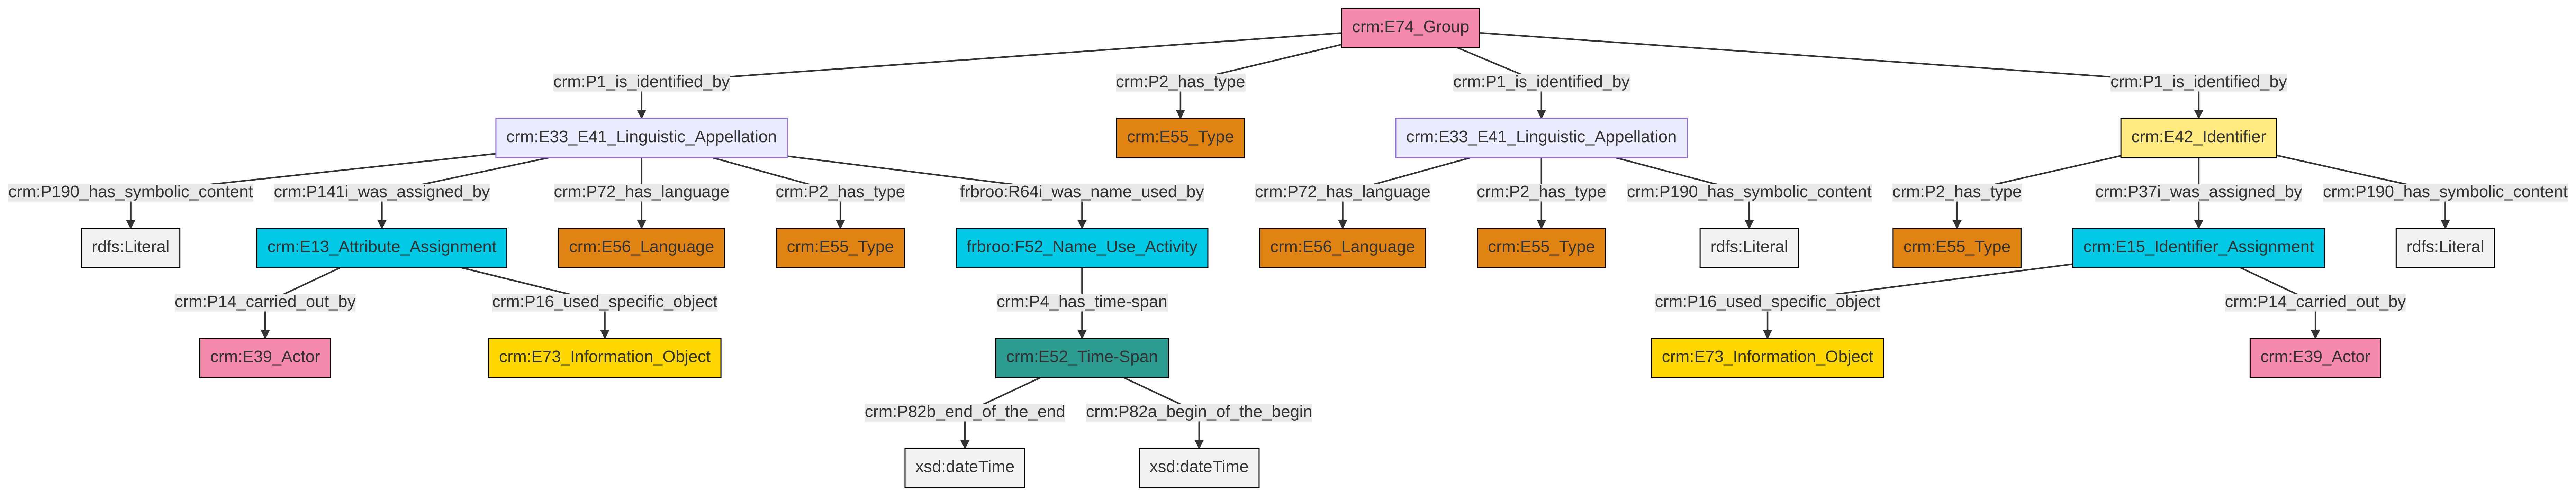 crm:E74_Group
crm:P1_is_identified_by
crm:P2_has_type
crm:P1_is_identified_by
crm:P1_is_identified_by
crm:E33_E41_Linguistic_Appellation
crm:E55_Type
crm:E33_E41_Linguistic_Appellation
crm:E42_Identifier
crm:P190_has_symbolic_content
crm:P141i_was_assigned_by
crm:P72_has_language
crm:P2_has_type
frbroo:R64i_was_name_used_by
crm:P72_has_language
crm:P2_has_type
crm:P190_has_symbolic_content
crm:P2_has_type
crm:P37i_was_assigned_by
crm:P190_has_symbolic_content
rdfs:Literal
crm:E13_Attribute_Assignment
crm:E56_Language
crm:E55_Type
frbroo:F52_Name_Use_Activity
crm:E56_Language
crm:E55_Type
rdfs:Literal
crm:E55_Type
crm:E15_Identifier_Assignment
rdfs:Literal
crm:P14_carried_out_by
crm:P16_used_specific_object
crm:P4_has_time-span
crm:P16_used_specific_object
crm:P14_carried_out_by
crm:E39_Actor
crm:E73_Information_Object
crm:E52_Time-Span
crm:E73_Information_Object
crm:E39_Actor
crm:P82b_end_of_the_end
crm:P82a_begin_of_the_begin
xsd:dateTime
xsd:dateTime